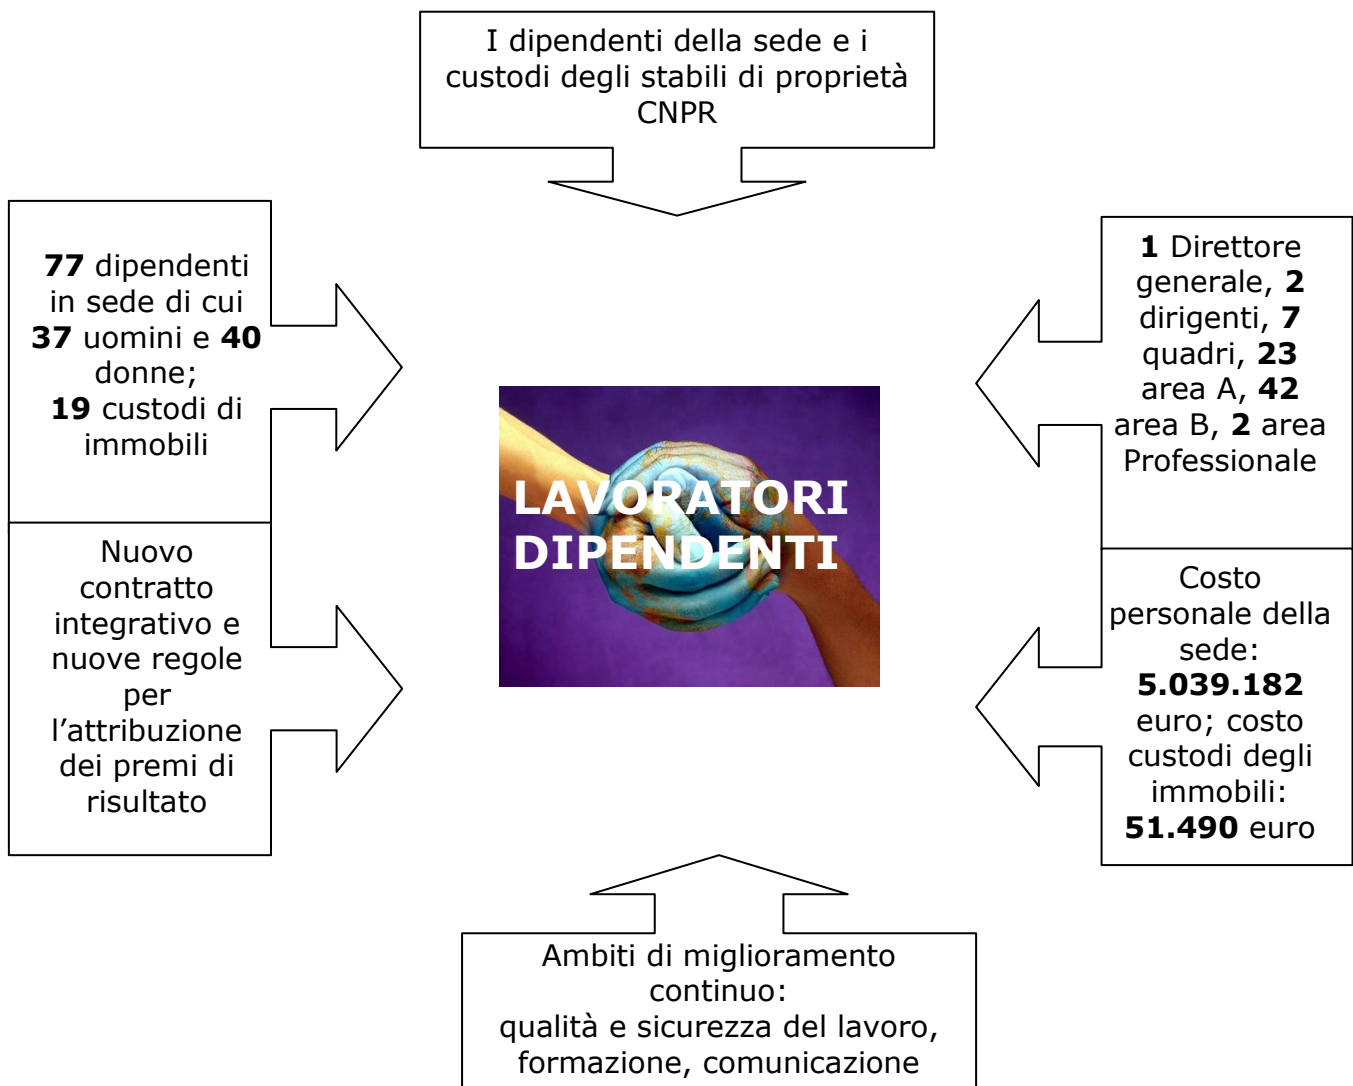 I dipendenti della sede e i
custodi degli stabili di proprietà
CNPR
77 dipendenti
in sede di cui
37 uomini e 40
donne;
19 custodi di
immobili
1 Direttore
generale, 2
dirigenti, 7
quadri, 23
area A, 42
area B, 2 area
Professionale
LAVORATORI
DIPENDENTI
Nuovo
contratto
integrativo e
nuove regole
per
l’attribuzione
dei premi di
risultato
Costo
personale della
sede:
5.039.182
euro; costo
custodi degli
immobili:
51.490 euro
Ambiti di miglioramento
continuo:
qualità e sicurezza del lavoro,
formazione, comunicazione